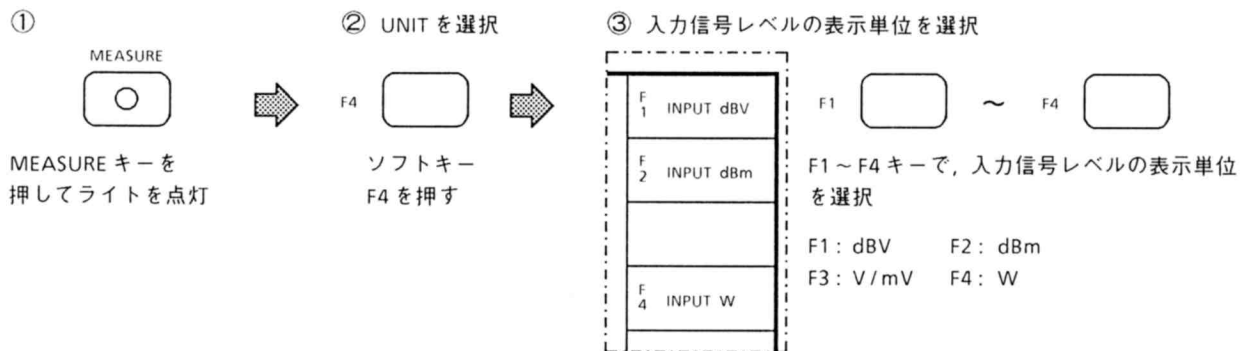 ①
MEASURE
MEASURE キーを
押してライトを点灯
② UNIT を選択
F4
ソフトキー
F4 を押す
③ 入力信号レベルの表示単位を選択
F1 INPUT dBV
F2 INPUT dBm
F4 INPUT W
F1 ～ F4
F1～F4 キーで, 入力信号レベルの表示単位
を選択
F1 : dBV F2 : dBm
F3 : V/mV F4 : W